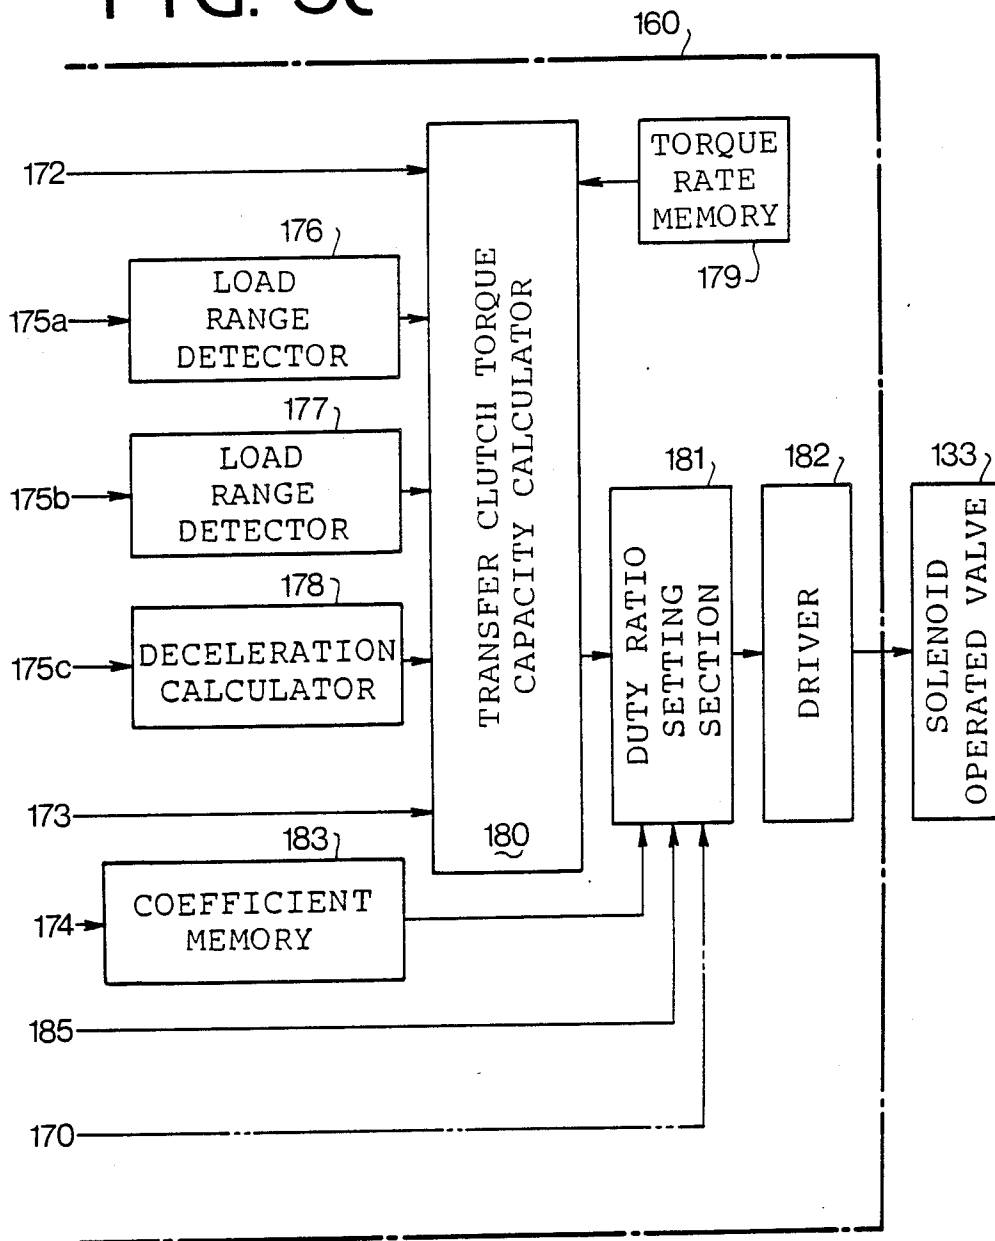 FIG. 3c
160
172
TORQUE
RATE
MEMORY
179
176
175a
LOAD
RANGE
DETECTOR
177
175b
LOAD
RANGE
DETECTOR
178
175c
DECELERATION
CALCULATOR
TRANSFER CLUTCH TORQUE
CAPACITY CALCULATOR
180
181
DUTY RATIO
SETTING
SECTION
182
DRIVER
133
SOLENOID
OPERATED VALVE
173
183
174
COEFFICIENT
MEMORY
185
170